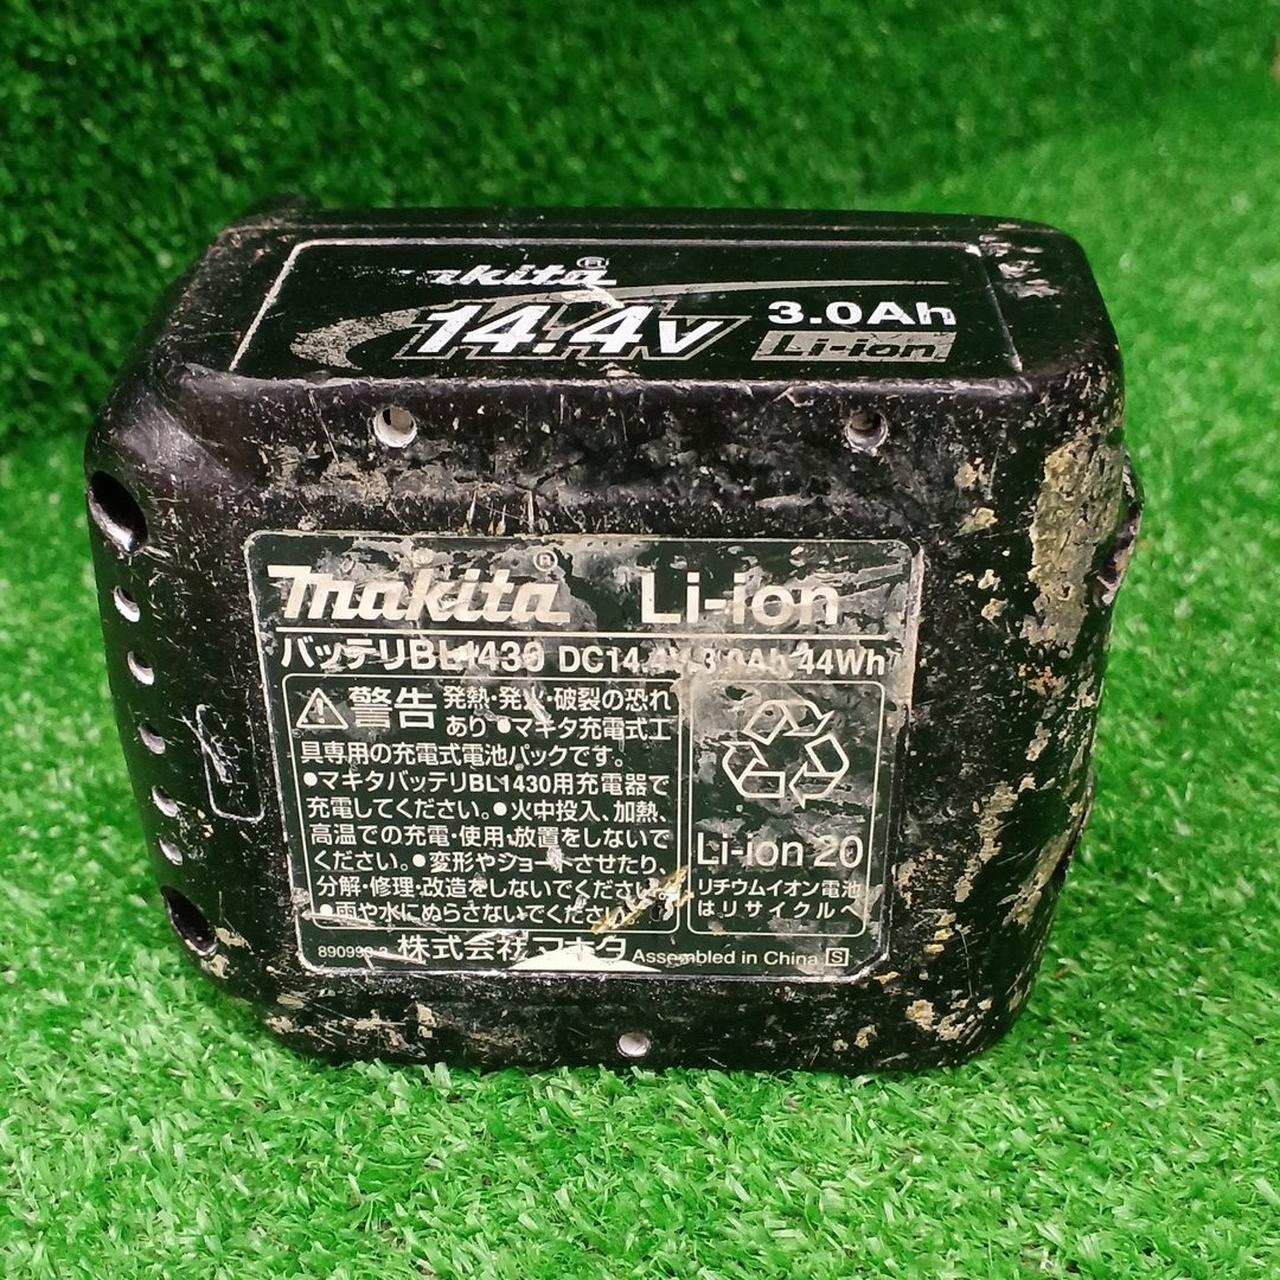 makita®
14.4V
3.0Ah
Li-ion
makita® Li-ion
バッテリBL1430 DC14.4V 3.0Ah 44Wh
警告 発熱・発火・破裂の恐れ
あり ●マキタ充電式工
具専用の充電式電池パックです。
●マキタバッテリBL1430用充電器で
充電してください。●火中投入、加熱、
高温での充電・使用・放置をしないで
ください。●変形やショートさせたり、
分解・修理・改造をしないでください。
●雨や水にぬらさないでください。
Li-ion 20
リチウムイオン電池
はリサイクルへ
株式会社マキタ Assembled in China S